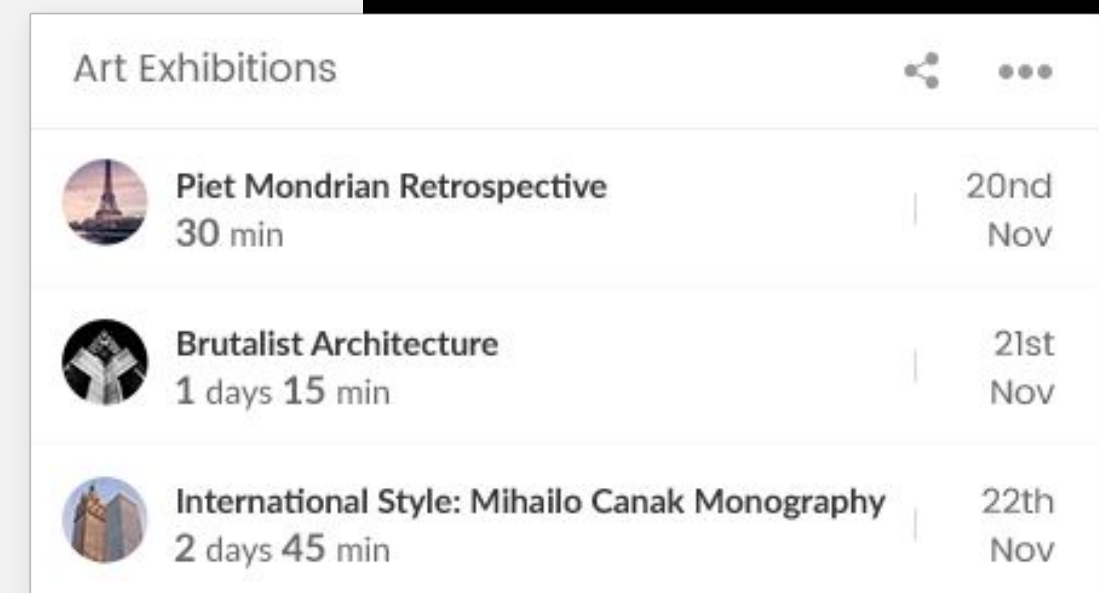 Art Exhibitions
Piet Mondrian Retrospective
30 min
20nd
Nov
Brutalist Architecture
1 days 15 min
21st
Nov
International Style: Mihailo Canak Monography
2 days 45 min
22th
Nov